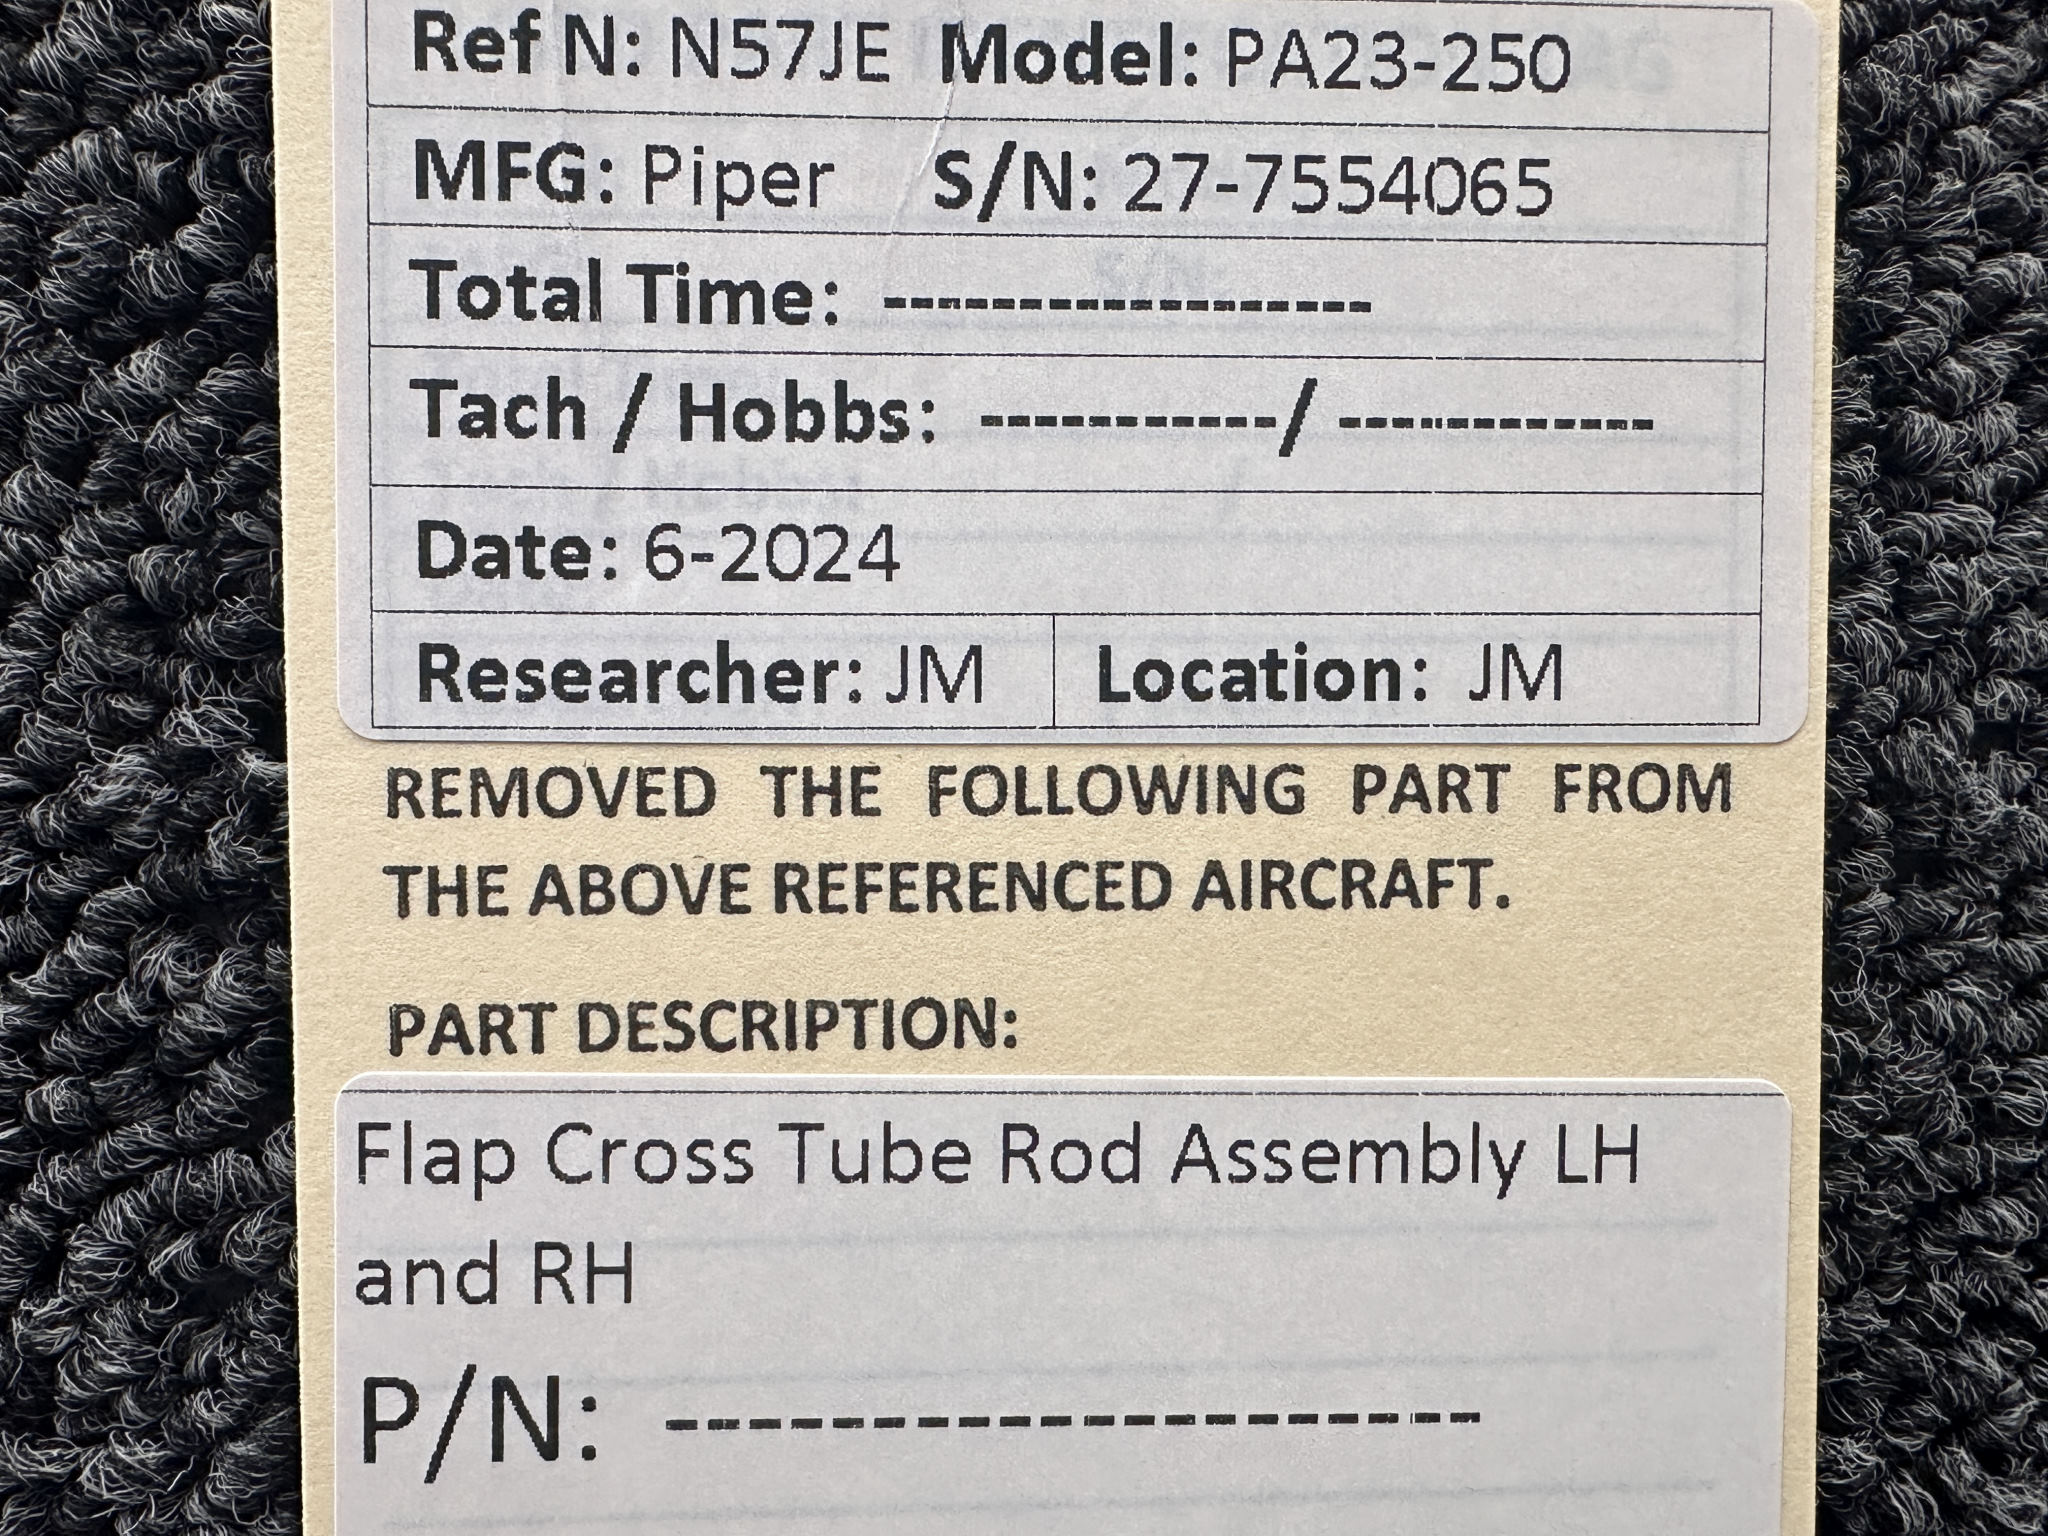 Ref N: N57JE Model: PA23-250
MFG: Piper S/N: 27-7554065
Total Time: ------------------
Tach / Hobbs: -----------/ ------------
Date: 6-2024
Researcher: JM Location: JM
REMOVED THE FOLLOWING PART FROM
THE ABOVE REFERENCED AIRCRAFT.
PART DESCRIPTION:
Flap Cross Tube Rod Assembly LH
and RH
P/N: --------------------